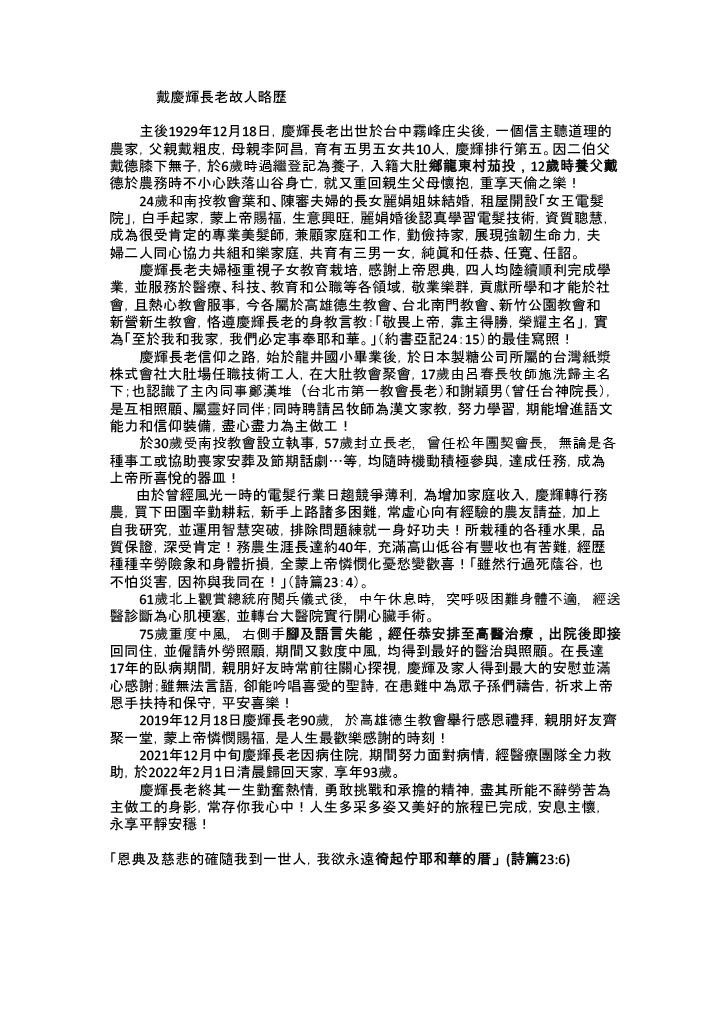 戴慶輝長老故人略歷
主後1929年12月18日，慶輝長老出世於台中霧峰庄尖後，一個信主聽道理的
農家，父親戴粗皮，母親李阿昌，育有五男五女共10人，慶輝排行第五。因二伯父
戴德膝下無子，於6歲時過繼登記為養子，入籍大肚鄉龍東村茄投，12歲時養父戴
德於農務時不小心跌落山谷身亡，就又重回親生父母懷抱，重享天倫之樂！
24歲和南投教會葉和、陳審夫婦的長女麗娟姐妹結婚，租屋開設「女王電髮
院」，白手起家，蒙上帝賜福，生意興旺，麗娟婚後認真學習電髮技術，資質聰慧，
成為很受肯定的專業美髮師，兼顧家庭和工作，勤儉持家，展現強韌生命力，夫
婦二人同心協力共組和樂家庭，共育有三男一女，純真和任恭、任寬、任詔。
慶輝長老夫婦極重視子女教育栽培，感謝上帝恩典，四人均陸續順利完成學
業，並服務於醫療、科技、教育和公職等各領域，敬業樂群，貢獻所學和才能於社
會，且熱心教會服事，今各屬於高雄德生教會、台北南門教會、新竹公園教會和
新營新生教會，恪遵慶輝長老的身教言教：「敬畏上帝，靠主得勝，榮耀主名」，實
為「至於我和我家，我們必定事奉耶和華。」（約書亞記24：15）的最佳寫照！
慶輝長老信仰之路，始於龍井國小畢業後，於日本製糖公司所屬的台灣紙漿
株式會社大肚場任職技術工人，在大肚教會聚會，17歲由呂春長牧師施洗歸主名
下；也認識了主內同事鄺漢堆（台北市第一教會長老）和謝穎男（曾任台神院長），
是互相照顧、屬靈好同伴；同時聘請呂牧師為漢文家教，努力學習，期能增進語文
能力和信仰裝備，盡心盡力為主做工！
於30歲受南投教會設立執事，57歲封立長老，曾任松年團契會長，無論是各
種事工或協助喪家安葬及節期話劇…等，均隨時機動積極參與，達成任務，成為
上帝所喜悅的器皿！
由於曾經風光一時的電髮行業日趨競爭薄利，為增加家庭收入，慶輝轉行務
農，買下田園辛勤耕耘，新手上路諸多困難，常虛心向有經驗的農友請益，加上
自我研究，並運用智慧突破，排除問題練就一身好功夫！所栽種的各種水果，品
質保證，深受肯定！務農生涯長達約40年，充滿高山低谷有豐收也有苦難，經歷
種種辛勞險象和身體折損，全蒙上帝憐憫化憂愁變歡喜！「雖然行過死蔭谷，也
不怕災害，因祢與我同在！」（詩篇23：4）。
61歲北上觀賞總統府閱兵儀式後，中午休息時，突呼吸困難身體不適，經送
醫診斷為心肌梗塞，並轉台大醫院實行開心臟手術。
75歲重度中風，右側手腳及語言失能，經任恭安排至高醫治療，出院後即接
回同住，並僱請外勞照顧，期間又數度中風，均得到最好的醫治與照顧。在長達
17年的臥病期間，親朋好友時常前往關心探視，慶輝及家人得到最大的安慰並滿
心感謝；雖無法言語，卻能吟唱喜愛的聖詩，在患難中為眾子孫們禱告，祈求上帝
恩手扶持和保守，平安喜樂！
2019年12月18日慶輝長老90歲，於高雄德生教會舉行感恩禮拜，親朋好友齊
聚一堂，蒙上帝憐憫賜福，是人生最歡樂感謝的時刻！
2021年12月中旬慶輝長老因病住院，期間努力面對病情，經醫療團隊全力救
助，於2022年2月1日清晨歸回天家，享年93歲。
慶輝長老終其一生勤奮熱情，勇敢挑戰和承擔的精神，盡其所能不辭勞苦為
主做工的身影，常存你我心中！人生多采多姿又美好的旅程已完成，安息主懷，
永享平靜安穩！
「恩典及慈悲的確隨我到一世人，我欲永遠徛起佇耶和華的厝」(詩篇23:6)